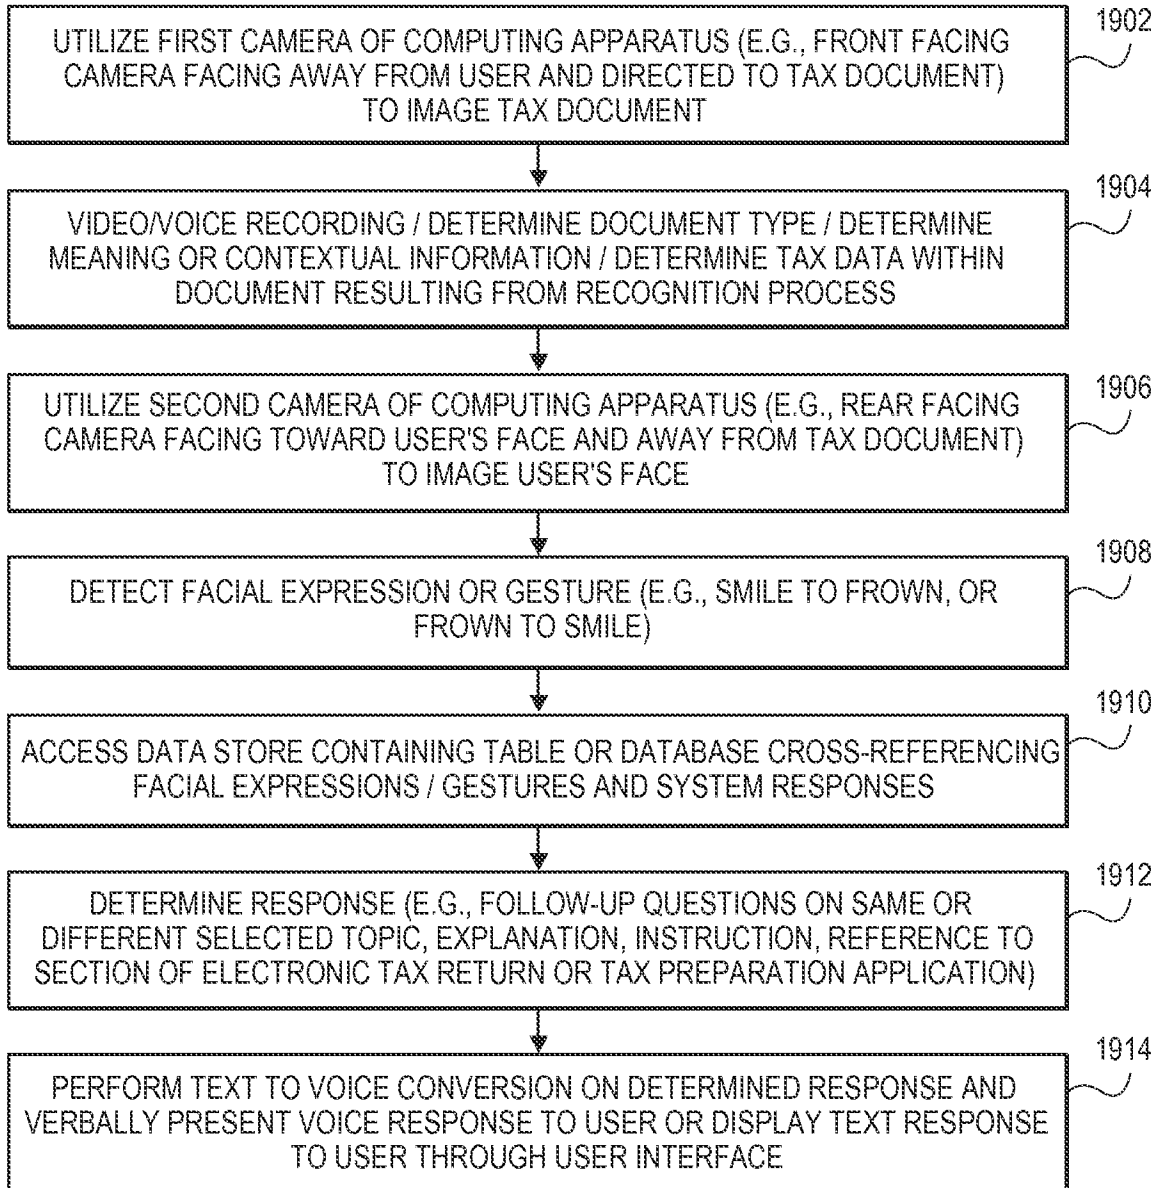 UTILIZE FIRST CAMERA OF COMPUTING APPARATUS (E.G., FRONT FACING
CAMERA FACING AWAY FROM USER AND DIRECTED TO TAX DOCUMENT)
TO IMAGE TAX DOCUMENT
1902
VIDEO/VOICE RECORDING / DETERMINE DOCUMENT TYPE / DETERMINE
MEANING OR CONTEXTUAL INFORMATION / DETERMINE TAX DATA WITHIN
DOCUMENT RESULTING FROM RECOGNITION PROCESS
1904
UTILIZE SECOND CAMERA OF COMPUTING APPARATUS (E.G., REAR FACING
CAMERA FACING TOWARD USER'S FACE AND AWAY FROM TAX DOCUMENT)
TO IMAGE USER'S FACE
1906
DETECT FACIAL EXPRESSION OR GESTURE (E.G., SMILE TO FROWN, OR
FROWN TO SMILE)
1908
ACCESS DATA STORE CONTAINING TABLE OR DATABASE CROSS-REFERENCING
FACIAL EXPRESSIONS / GESTURES AND SYSTEM RESPONSES
1910
DETERMINE RESPONSE (E.G., FOLLOW-UP QUESTIONS ON SAME OR
DIFFERENT SELECTED TOPIC, EXPLANATION, INSTRUCTION, REFERENCE TO
SECTION OF ELECTRONIC TAX RETURN OR TAX PREPARATION APPLICATION)
1912
PERFORM TEXT TO VOICE CONVERSION ON DETERMINED RESPONSE AND
VERBALLY PRESENT VOICE RESPONSE TO USER OR DISPLAY TEXT RESPONSE
TO USER THROUGH USER INTERFACE
1914